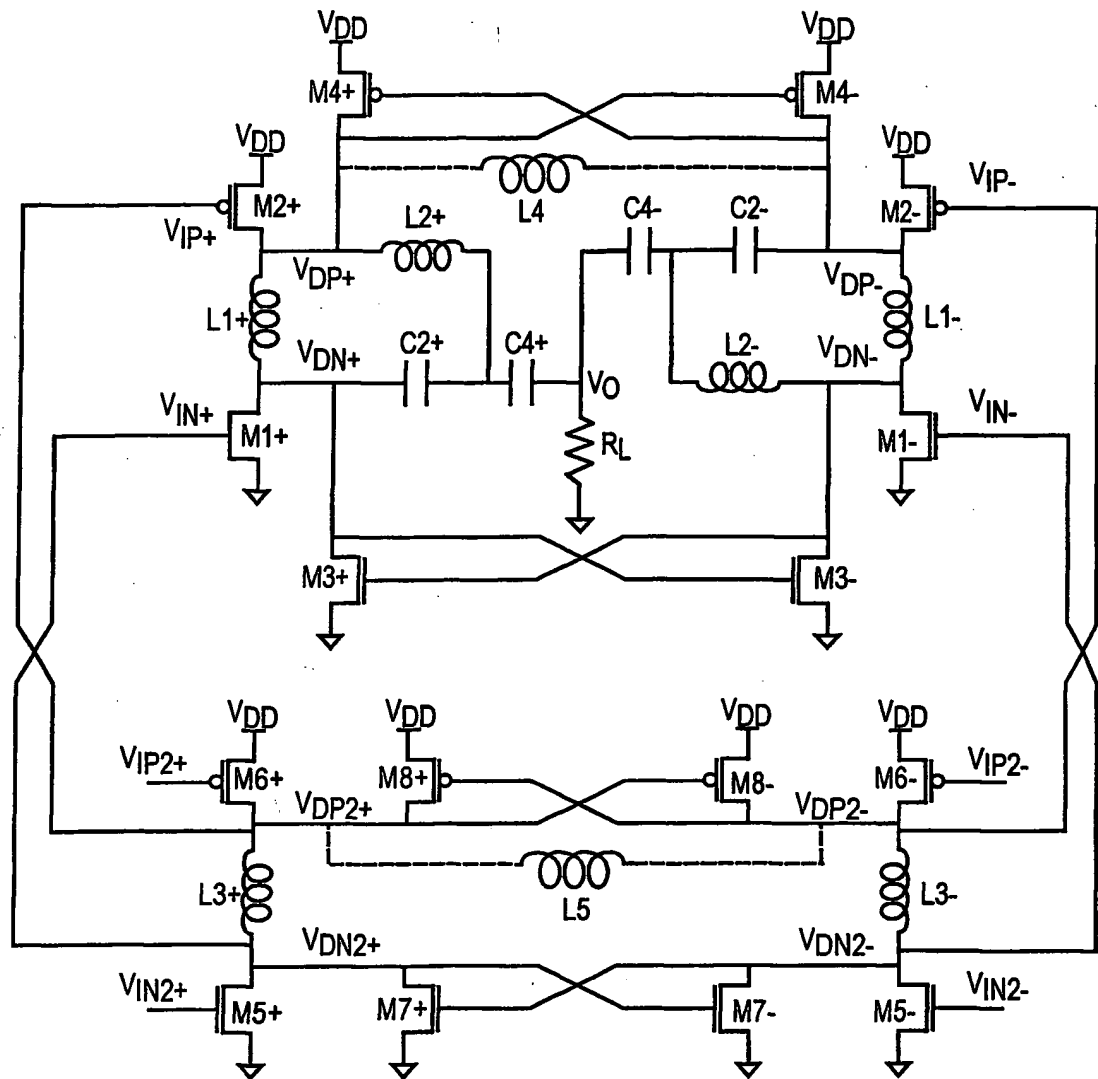 VDD VDD
M4+ M4-
VDD VDD
M2+ L4 C4- C2- M2- VIP-
VIP+ L2+
VDP+ VDP-
L1+ L1-
VDN+ C2+ C4+ L2- VDN-
VIN+ VO VIN-
M1+ RL M1-
M3+ M3-
VDD VDD VDD VDD
VIP2+ M6+ M8+ M8- M6- VIP2-
VDP2+ VDP2-
L3+ L5 L3-
VDN2+ VDN2-
VIN2+ M5+ M7+ M7- M5- VIN2-